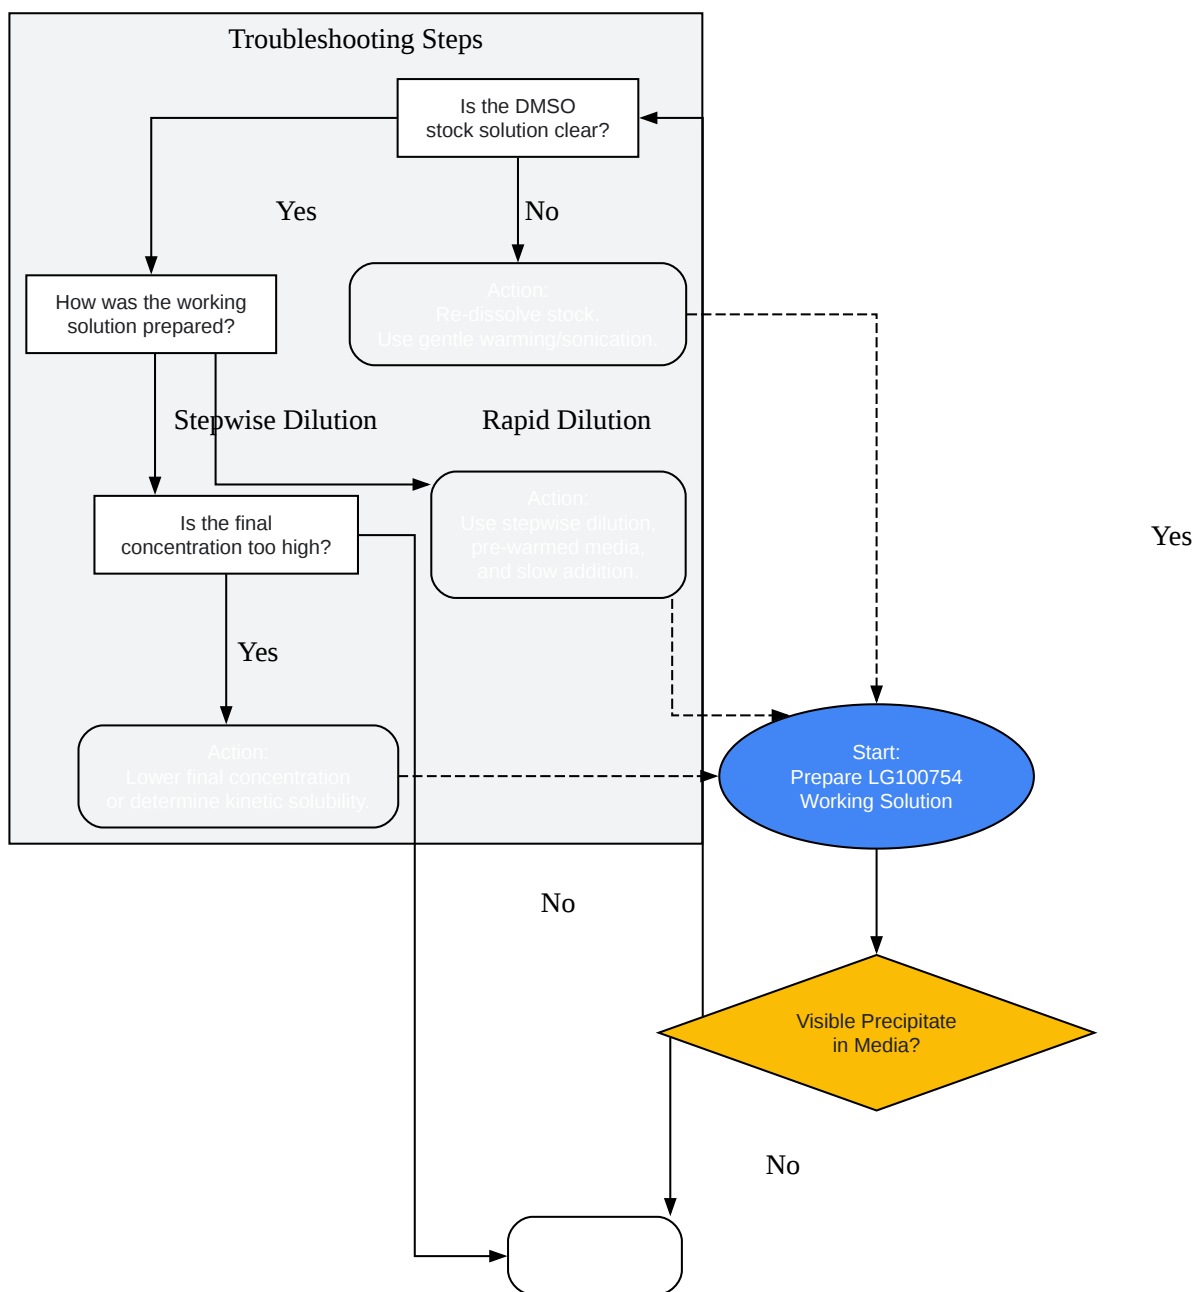 Troubleshooting Steps
Is the DMSO
stock solution clear?
Yes
No
How was the working
solution prepared?
Action:
Re-dissolve stock.
Use gentle warming/sonication.
Stepwise Dilution
Rapid Dilution
Is the final
concentration too high?
Action:
Use stepwise dilution,
pre-warmed media,
and slow addition.
Yes
Yes
Action:
Lower final concentration
or determine kinetic solubility.
Start:
Prepare LG100754
Working Solution
No
Visible Precipitate
in Media?
No